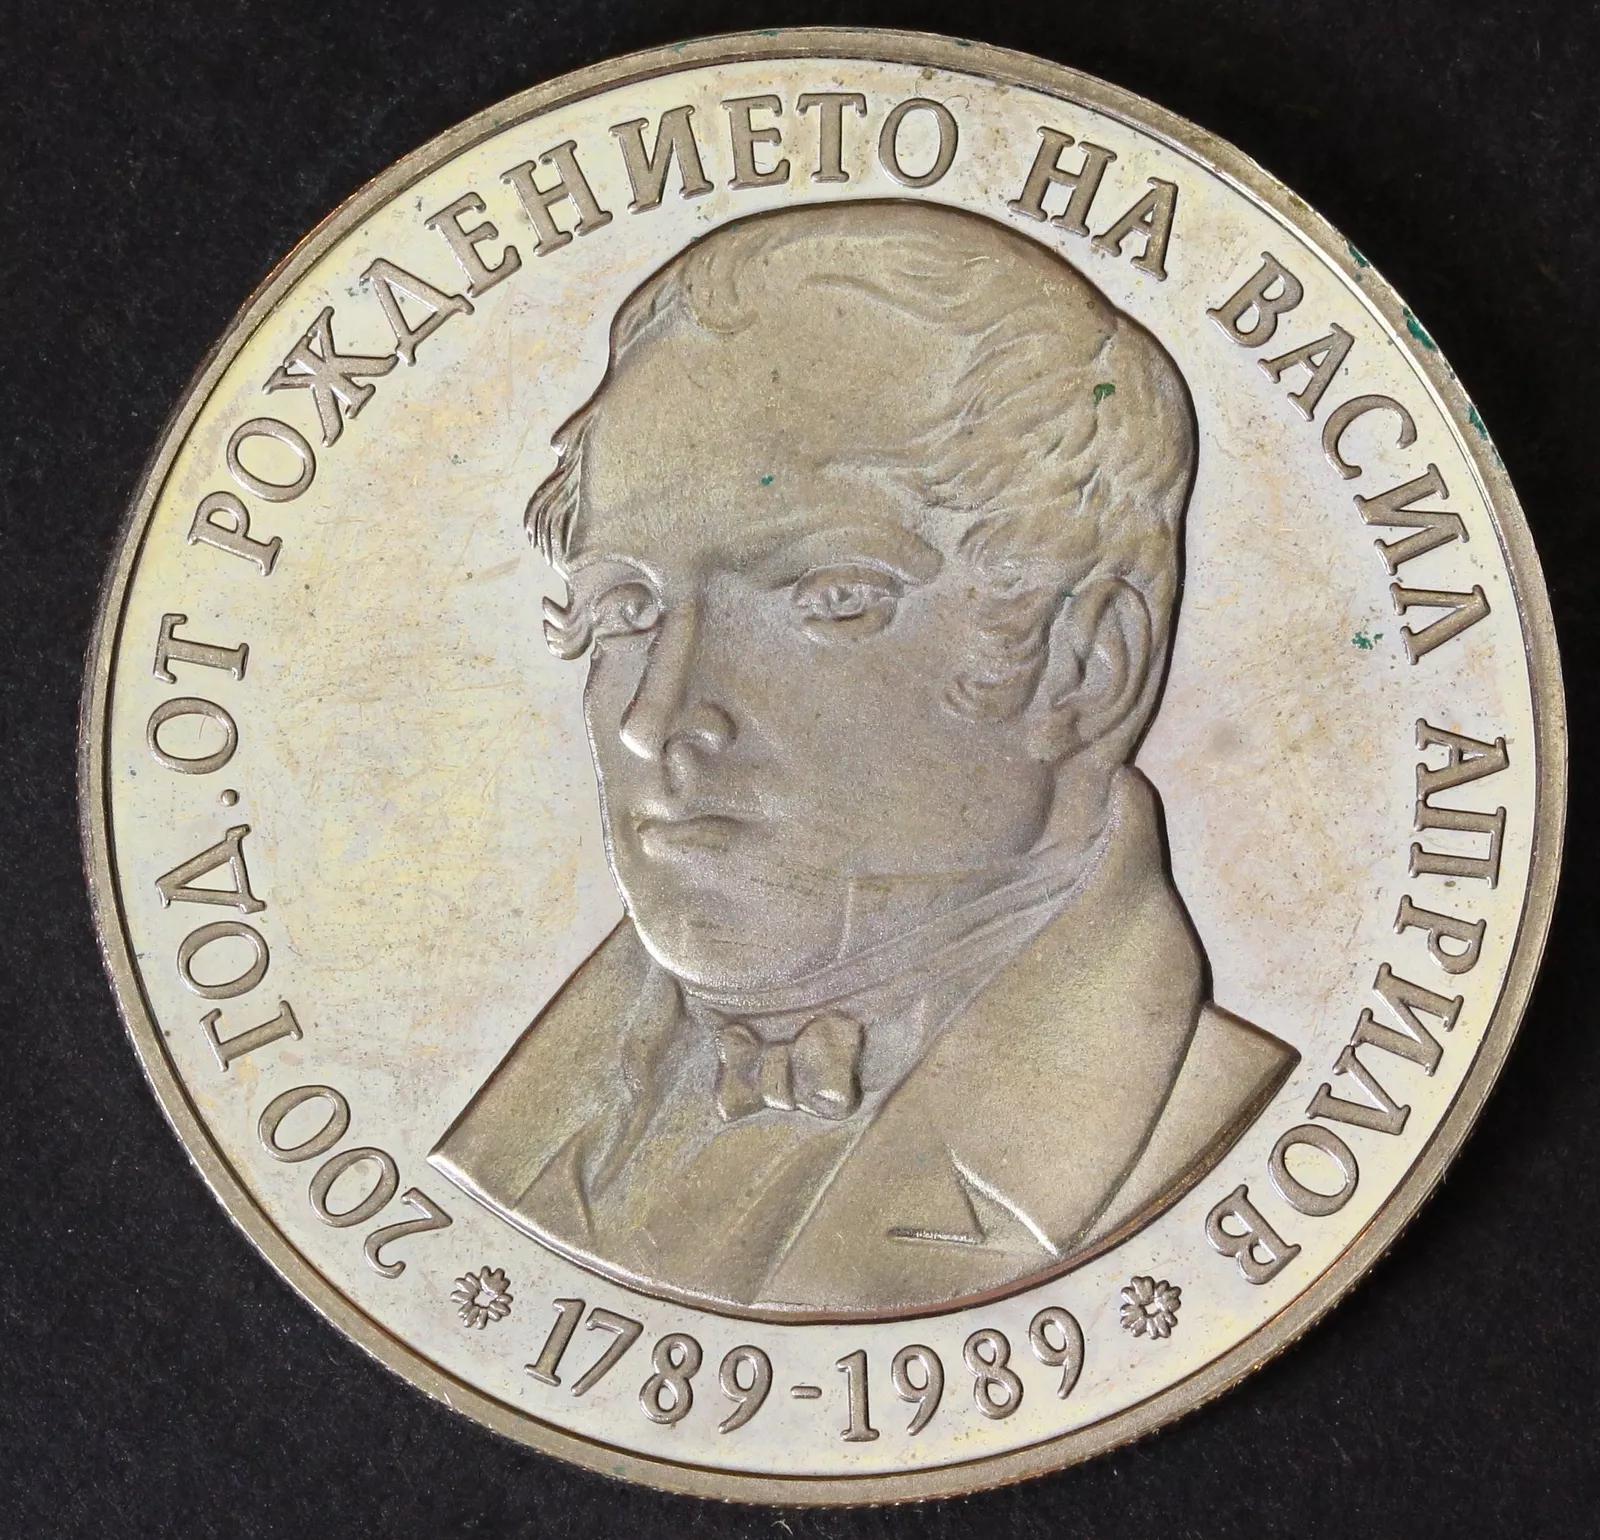 200 ГОД. ОТ РОЖДЕНИЕТО НА ВАСИЛ АПРИЛОВ
1789-1989